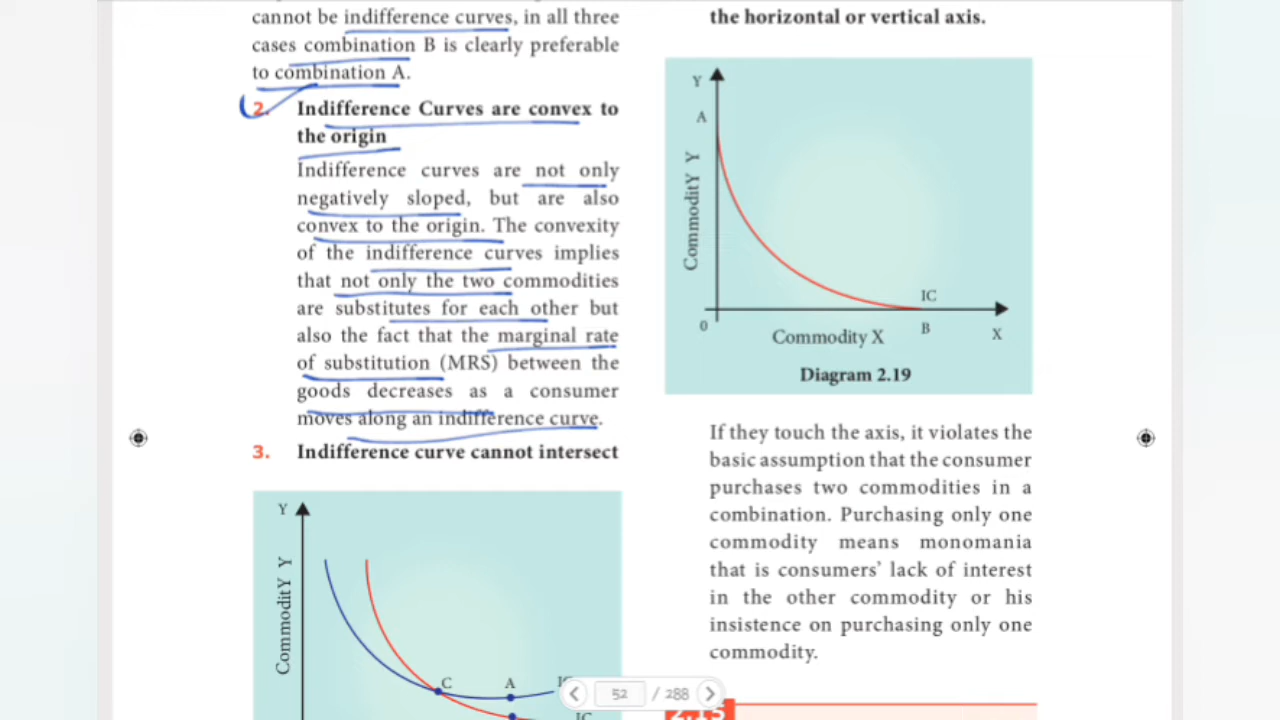 cannot be indifference curves, in all three
cases combination B is clearly preferable
to combination A.
2. Indifference Curves are convex to
the origin
Indifference curves are not only
negatively sloped, but are also
convex to the origin. The convexity
of the indifference curves implies
that not only the two commodities
are substitutes for each other but
also the fact that the marginal rate
of substitution (MRS) between the
goods decreases as a consumer
moves along an indifference curve.
3. Indifference curve cannot intersect
Y
CommoditY Y
C
A
IC
52 / 288
the horizontal or vertical axis.
Y
A
CommoditY Y
IC
0
Commodity X
B
X
Diagram 2.19
If they touch the axis, it violates the
basic assumption that the consumer
purchases two commodities in a
combination. Purchasing only one
commodity means monomania
that is consumers’ lack of interest
in the other commodity or his
insistence on purchasing only one
commodity.
2.15